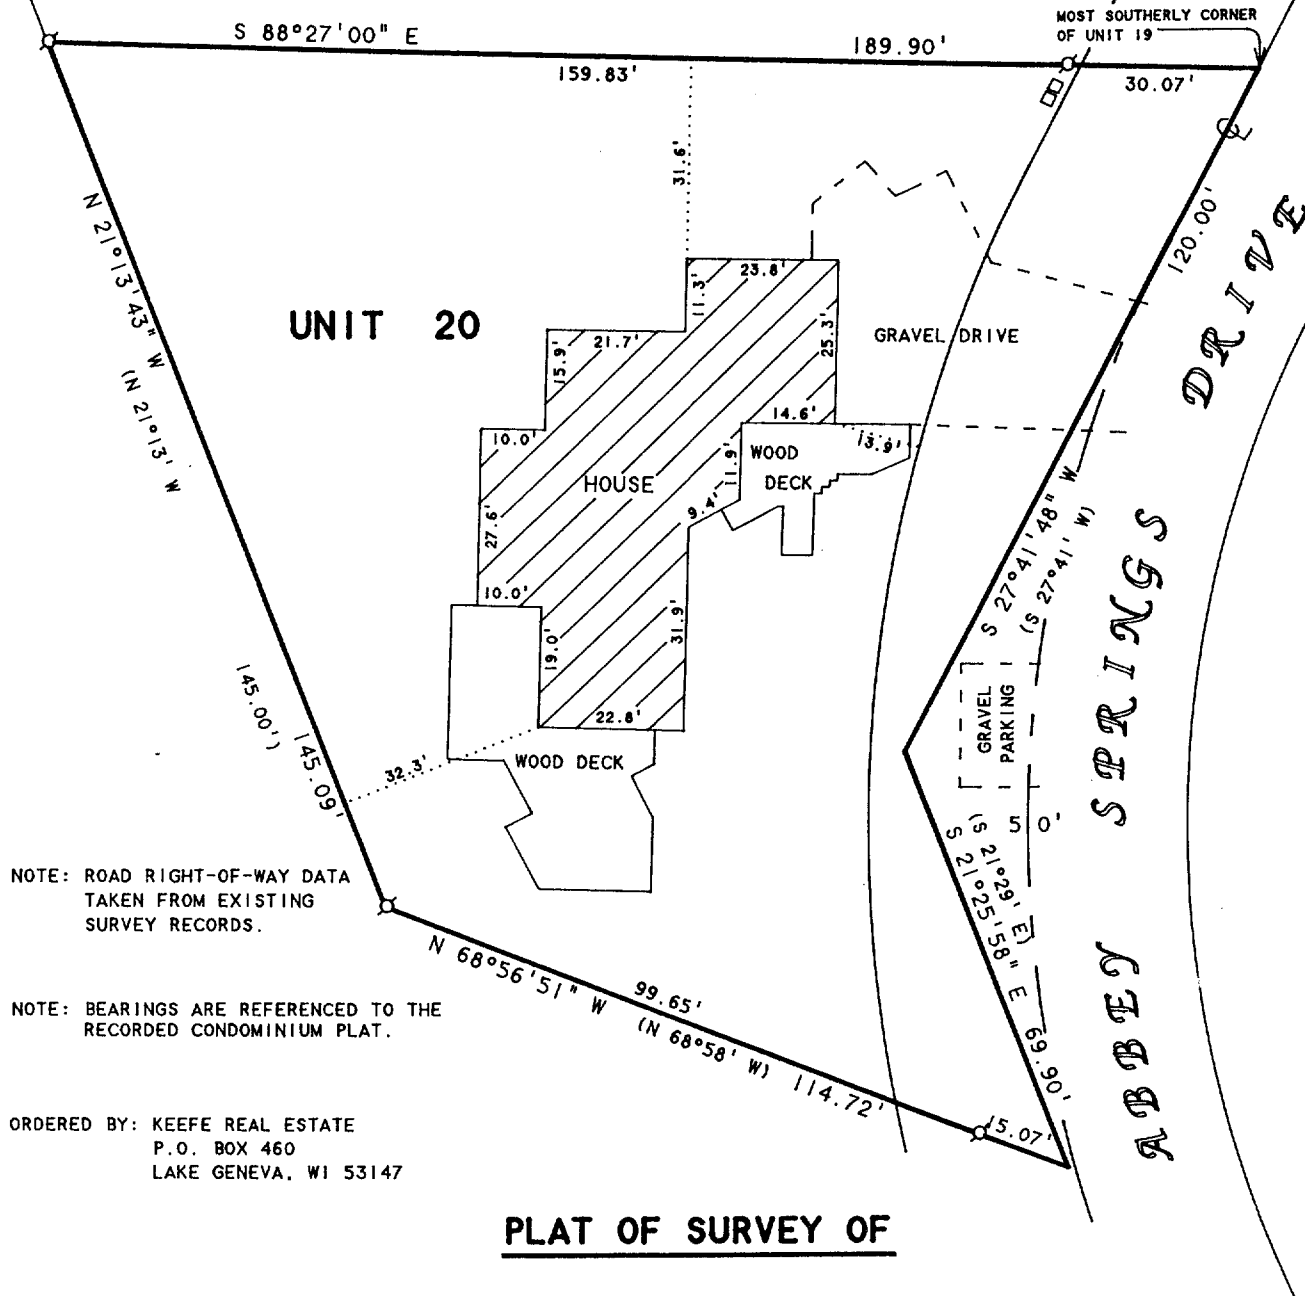 MOST SOUTHERLY CORNER
OF UNIT 19
S 88°27'00" E
189.90'
159.83'
30.07'
31.6'
℄
120.00'
N 21°13'43" W
(N 21°13' W
23.8'
11.3'
UNIT 20
21.7'
15.9'
25.3'
GRAVEL DRIVE
14.6'
13.9'
10.0'
WOOD
DECK
11.9'
HOUSE
9.4'
27.6'
S 27°41'48" W
(S 27°41' W)
10.0'
19.0'
31.9'
22.8'
GRAVEL
PARKING
145.00')
145.09'
32.3'
WOOD DECK
50'
(S 21°29' E)
S 21°25'58" E 69.90'
NOTE: ROAD RIGHT-OF-WAY DATA
TAKEN FROM EXISTING
SURVEY RECORDS.
N 68°56'51" W
99.65'
(N 68°58' W) 114.72'
15.07'
NOTE: BEARINGS ARE REFERENCED TO THE
RECORDED CONDOMINIUM PLAT.
ABBEY SPRINGS DRIVE
ORDERED BY: KEEFE REAL ESTATE
P.O. BOX 460
LAKE GENEVA, WI 53147
PLAT OF SURVEY OF